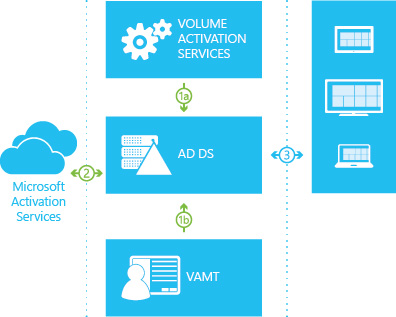 VOLUME
ACTIVATION
SERVICES
1a
AD DS
Microsoft
Activation
Services
2
3
1b
VAMT